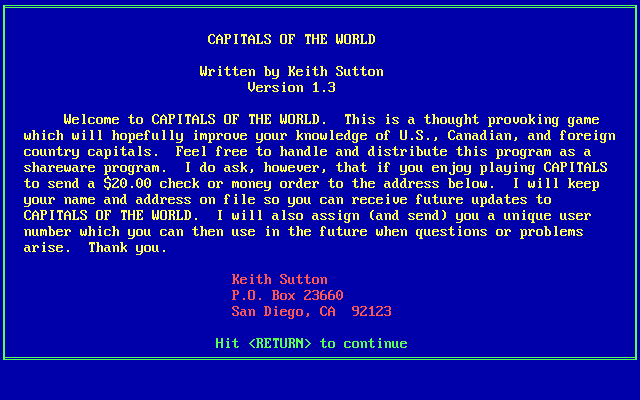 CAPITALS OF THE WORLD
Written by Keith Sutton
Version 1.3
Welcome to CAPITALS OF THE WORLD.  This is a thought provoking game
which will hopefully improve your knowledge of U.S., Canadian, and foreign
country capitals.  Feel free to handle and distribute this program as a
shareware program.  I do ask, however, that if you enjoy playing CAPITALS
to send a $20.00 check or money order to the address below.  I will keep
your name and address on file so you can receive future updates to
CAPITALS OF THE WORLD.  I will also assign (and send) you a unique user
number which you can then use in the future when questions or problems
arise.  Thank you.
Keith Sutton
P.O. Box 23660
San Diego, CA  92123
Hit <RETURN> to continue